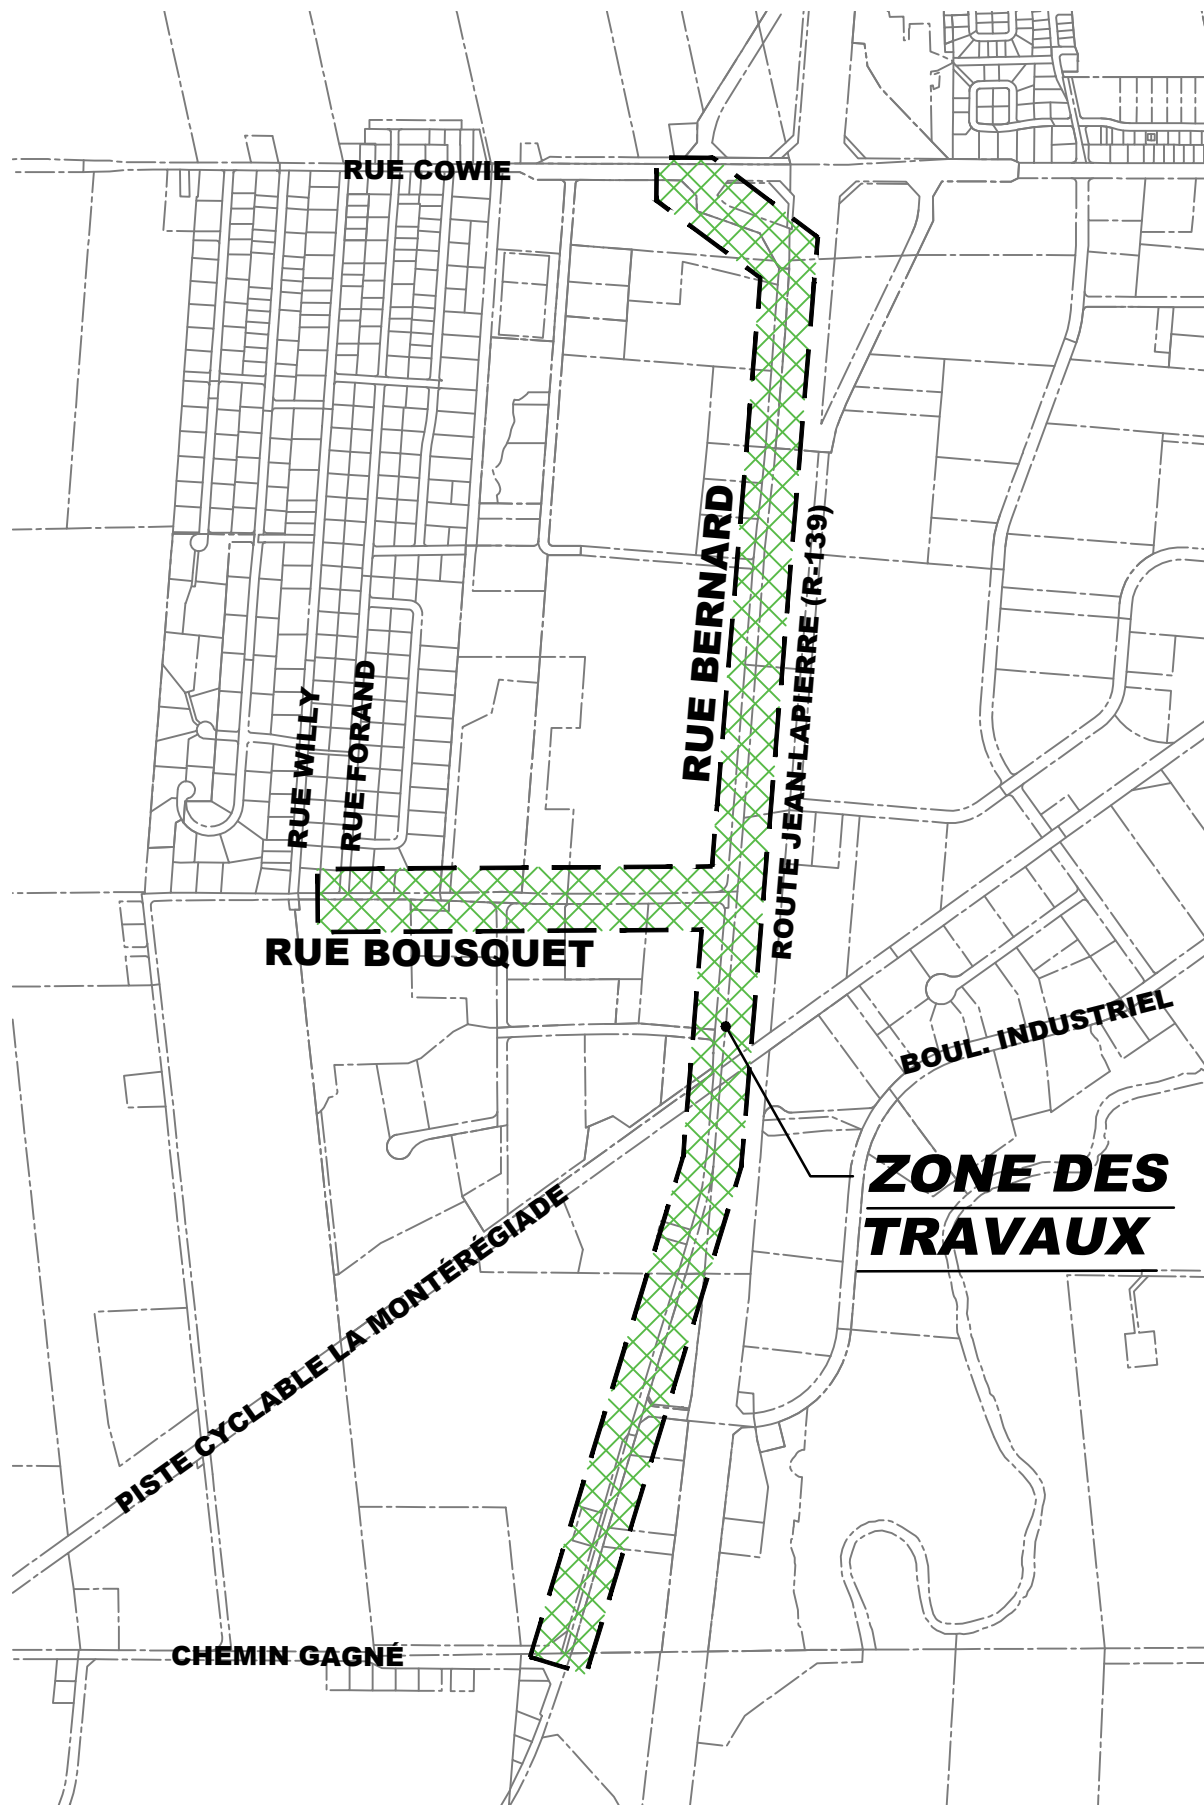 RUE COWIE
RUE BERNARD
ROUTE JEAN-LAPIERRE (R-139)
RUE WILLY
RUE FORAND
RUE BOUSQUET
BOUL. INDUSTRIEL
ZONE DES
TRAVAUX
PISTE CYCLABLE LA MONTÉRÉGIADE
CHEMIN GAGNÉ